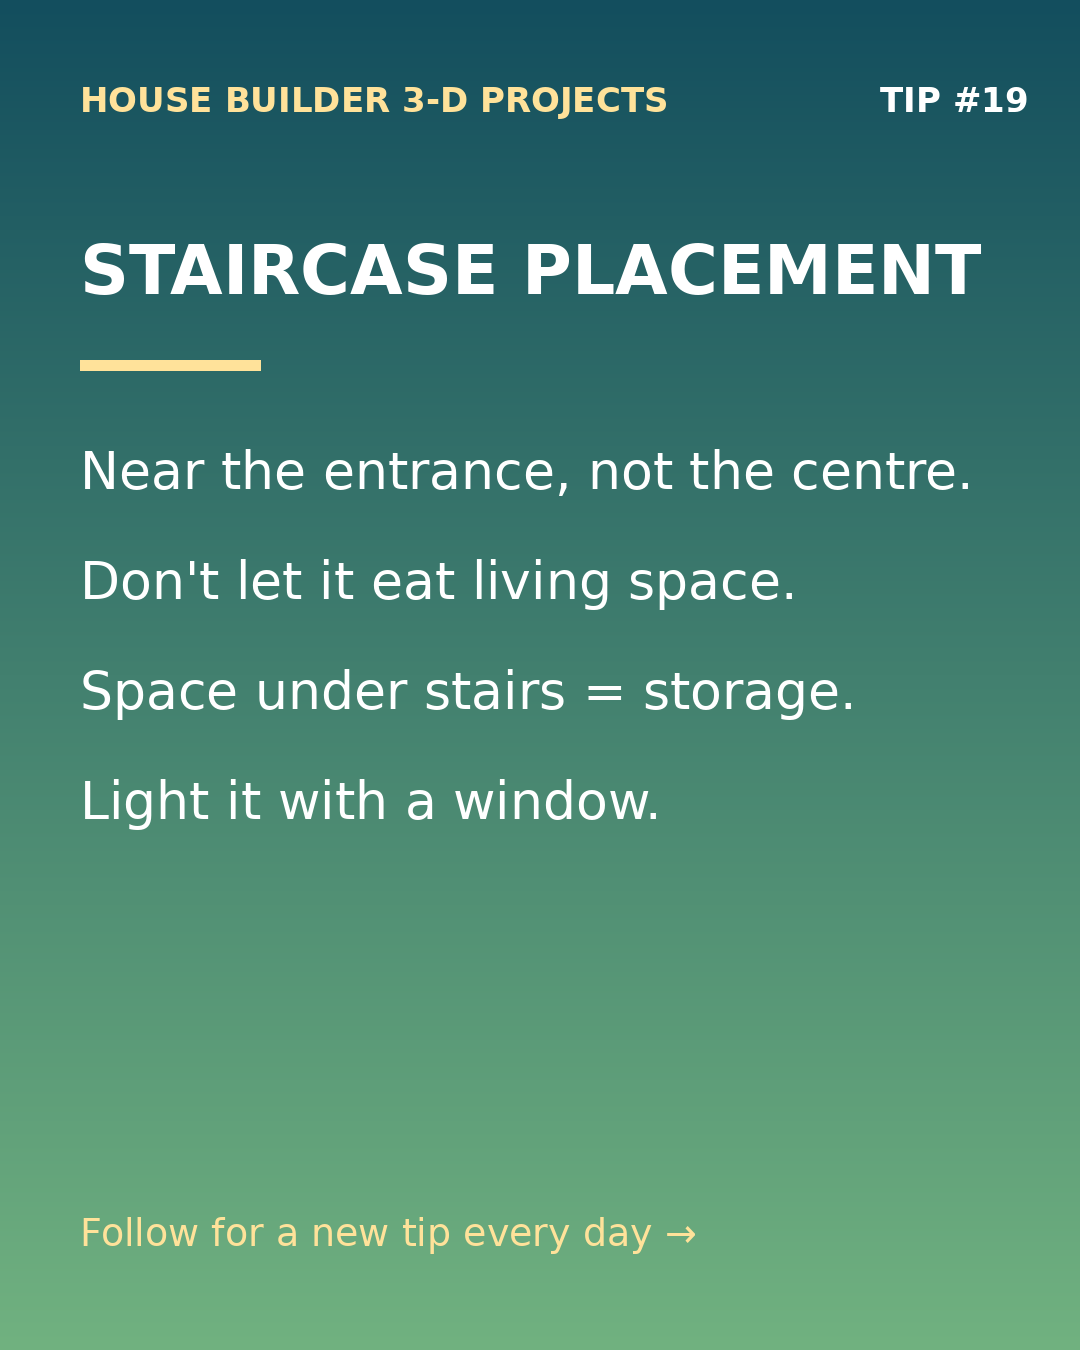 HOUSE BUILDER 3-D PROJECTS TIP #19
STAIRCASE PLACEMENT
Near the entrance, not the centre.
Don't let it eat living space.
Space under stairs = storage.
Light it with a window.
Follow for a new tip every day →